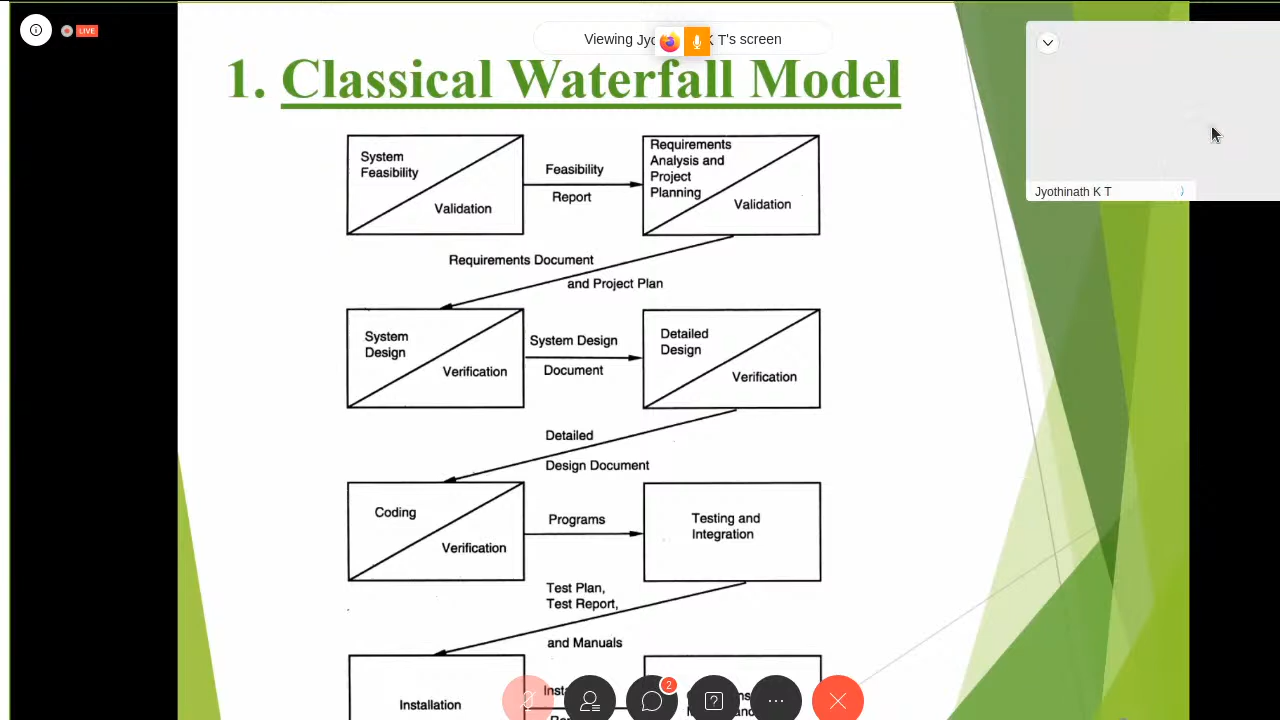 LIVE
Viewing Jyo K T's screen
1. Classical Waterfall Model
Jyothinath K T
System
Feasibility
Validation
Feasibility
Report
Requirements
Analysis and
Project
Planning
Validation
Requirements Document
and Project Plan
System
Design
Verification
System Design
Document
Detailed
Design
Verification
Detailed
Design Document
Coding
Verification
Programs
Testing and
Integration
Test Plan,
Test Report,
and Manuals
Installation
2